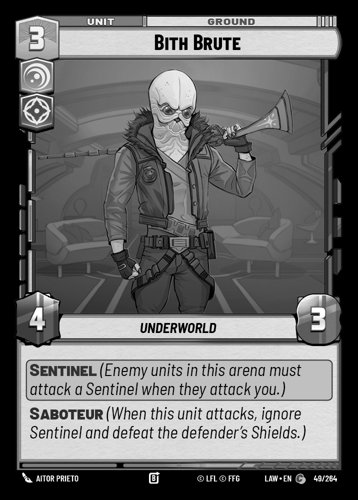 UNIT
GROUND
3
BITH BRUTE
4
UNDERWORLD
3
SENTINEL (Enemy units in this arena must
attack a Sentinel when they attack you.)
SABOTEUR (When this unit attacks, ignore
Sentinel and defeat the defender's Shields.)
AITOR PRIETO
© LFL © FFG
LAW • EN
49/264